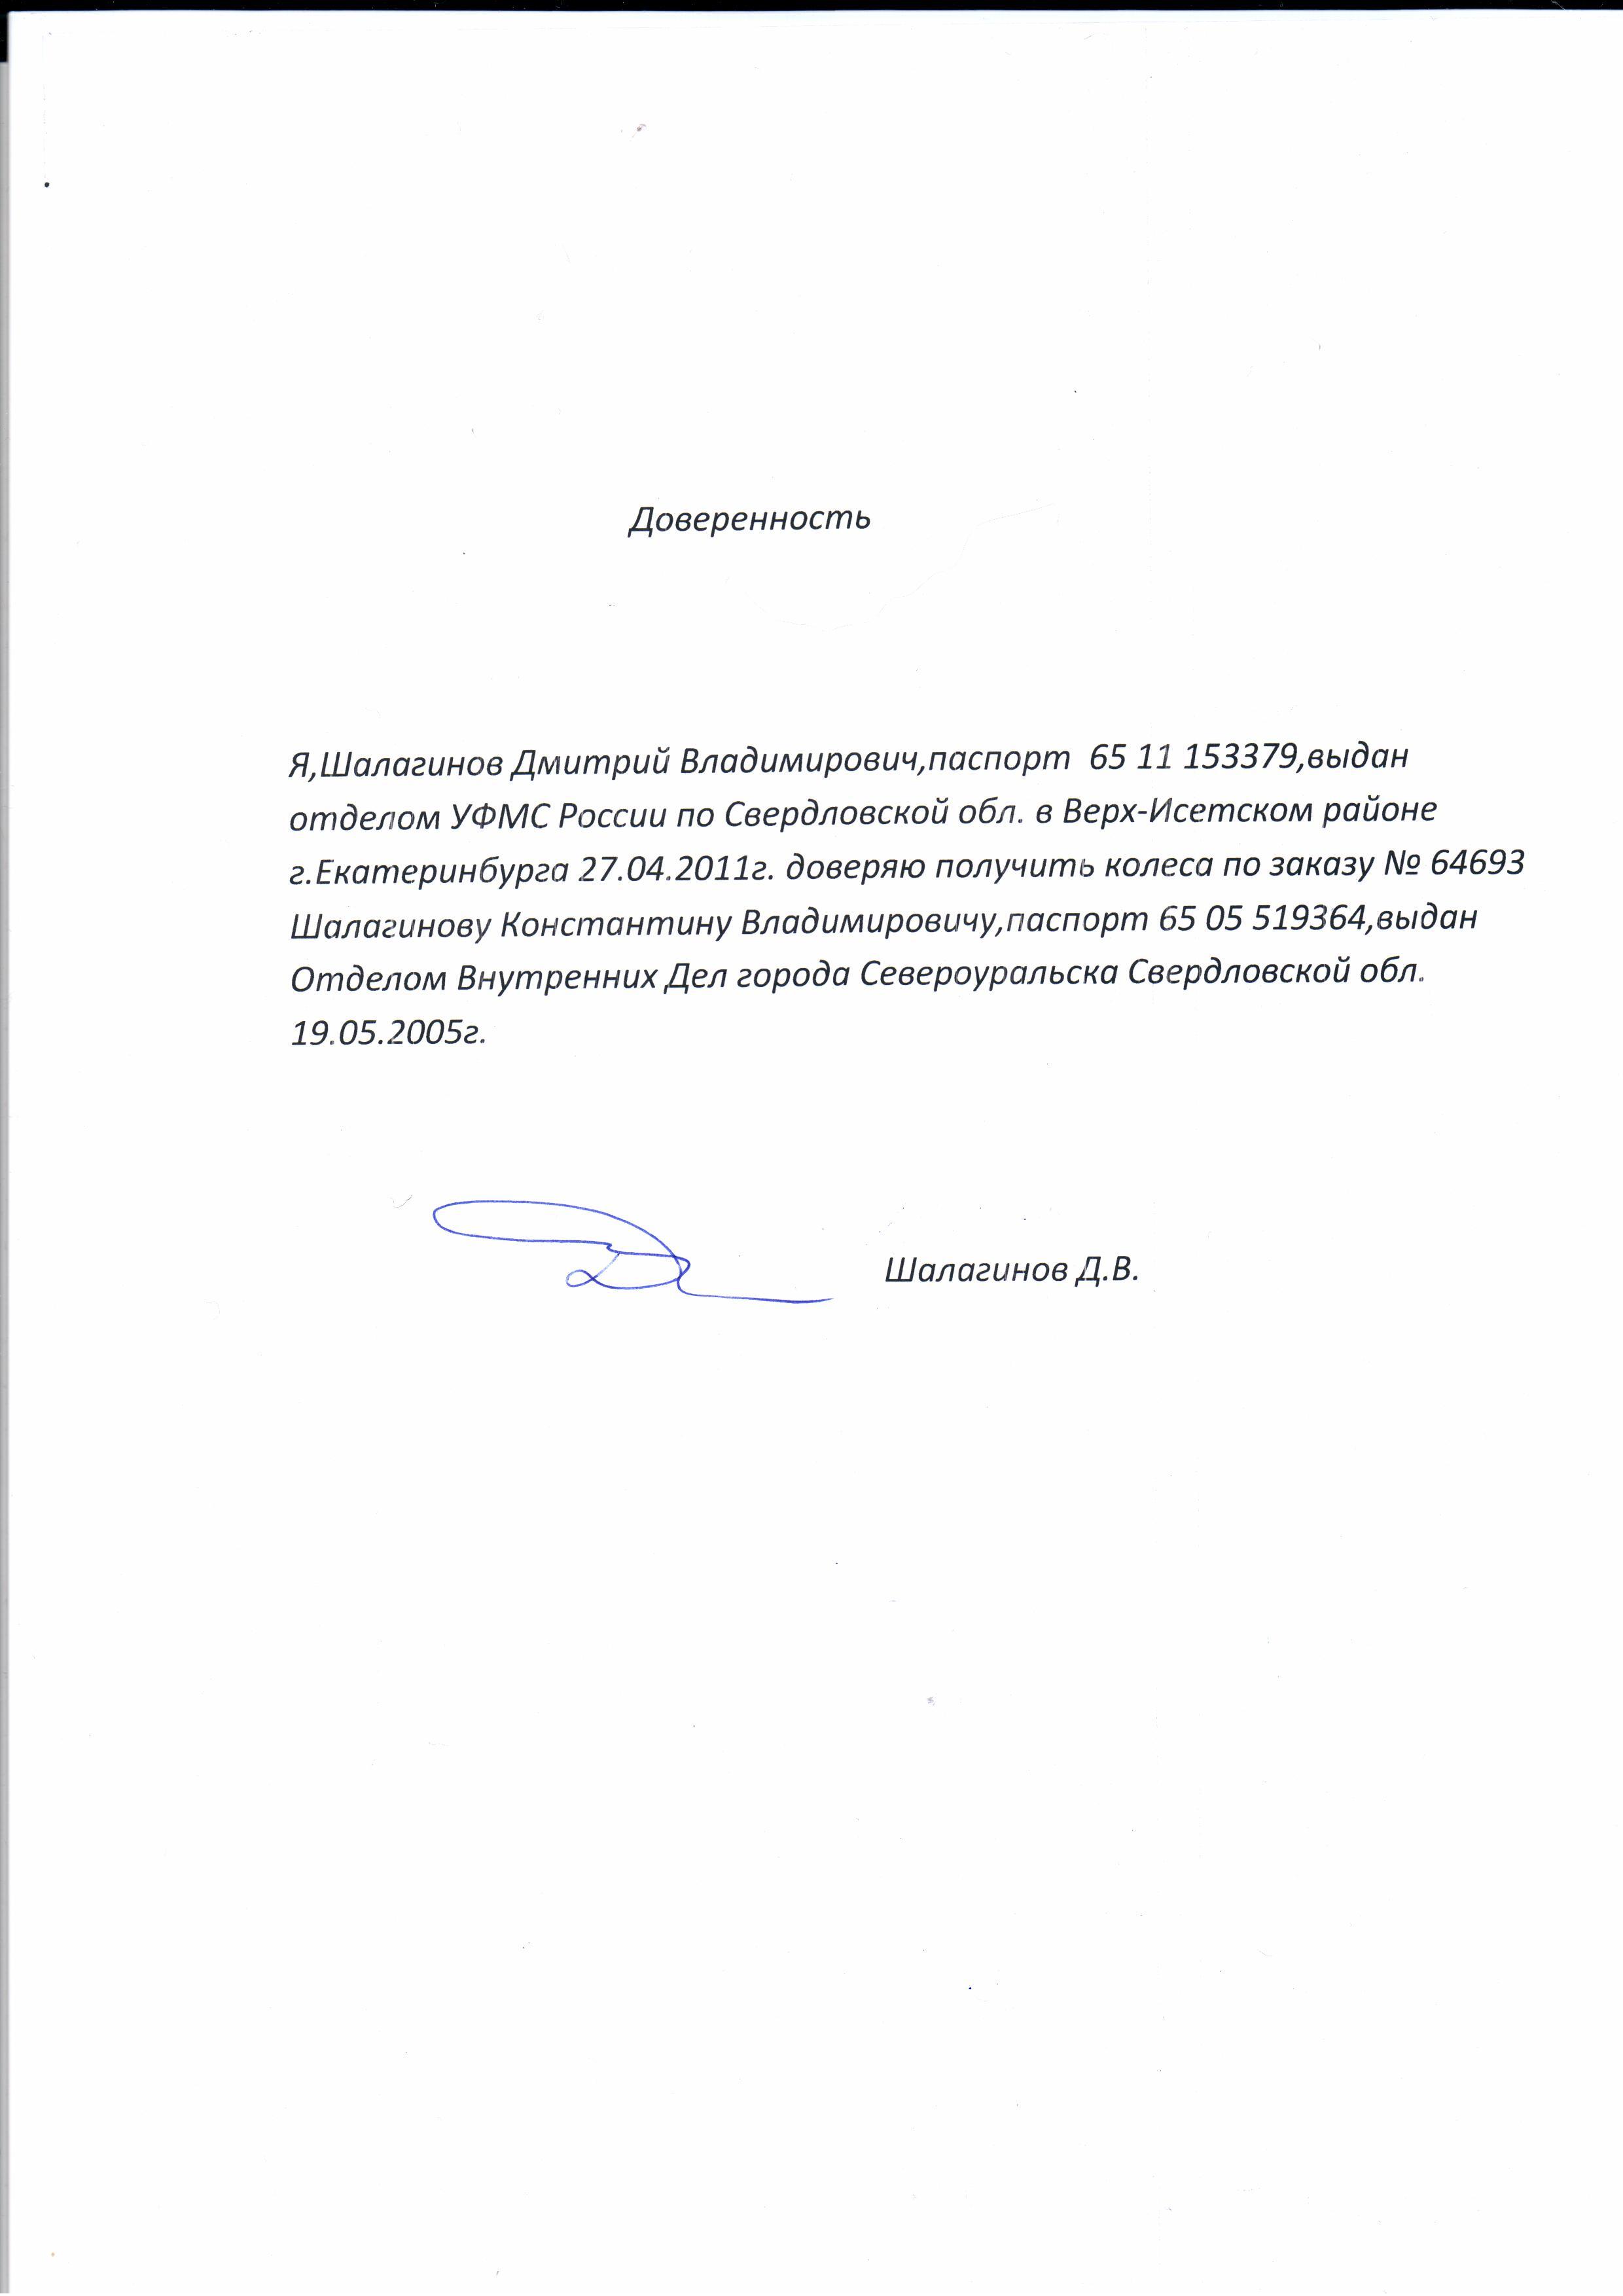 Доверенность
Я,Шалагинов Дмитрий Владимирович,паспорт  65 11 153379,выдан
отделом УФМС России по Свердловской обл. в Верх-Исетском районе
г.Екатеринбурга 27.04.2011г. доверяю получить колеса по заказу № 64693
Шалагинову Константину Владимировичу,паспорт 65 05 519364,выдан
Отделом Внутренних Дел города Североуральска Свердловской обл.
19.05.2005г.
Шалагинов Д.В.